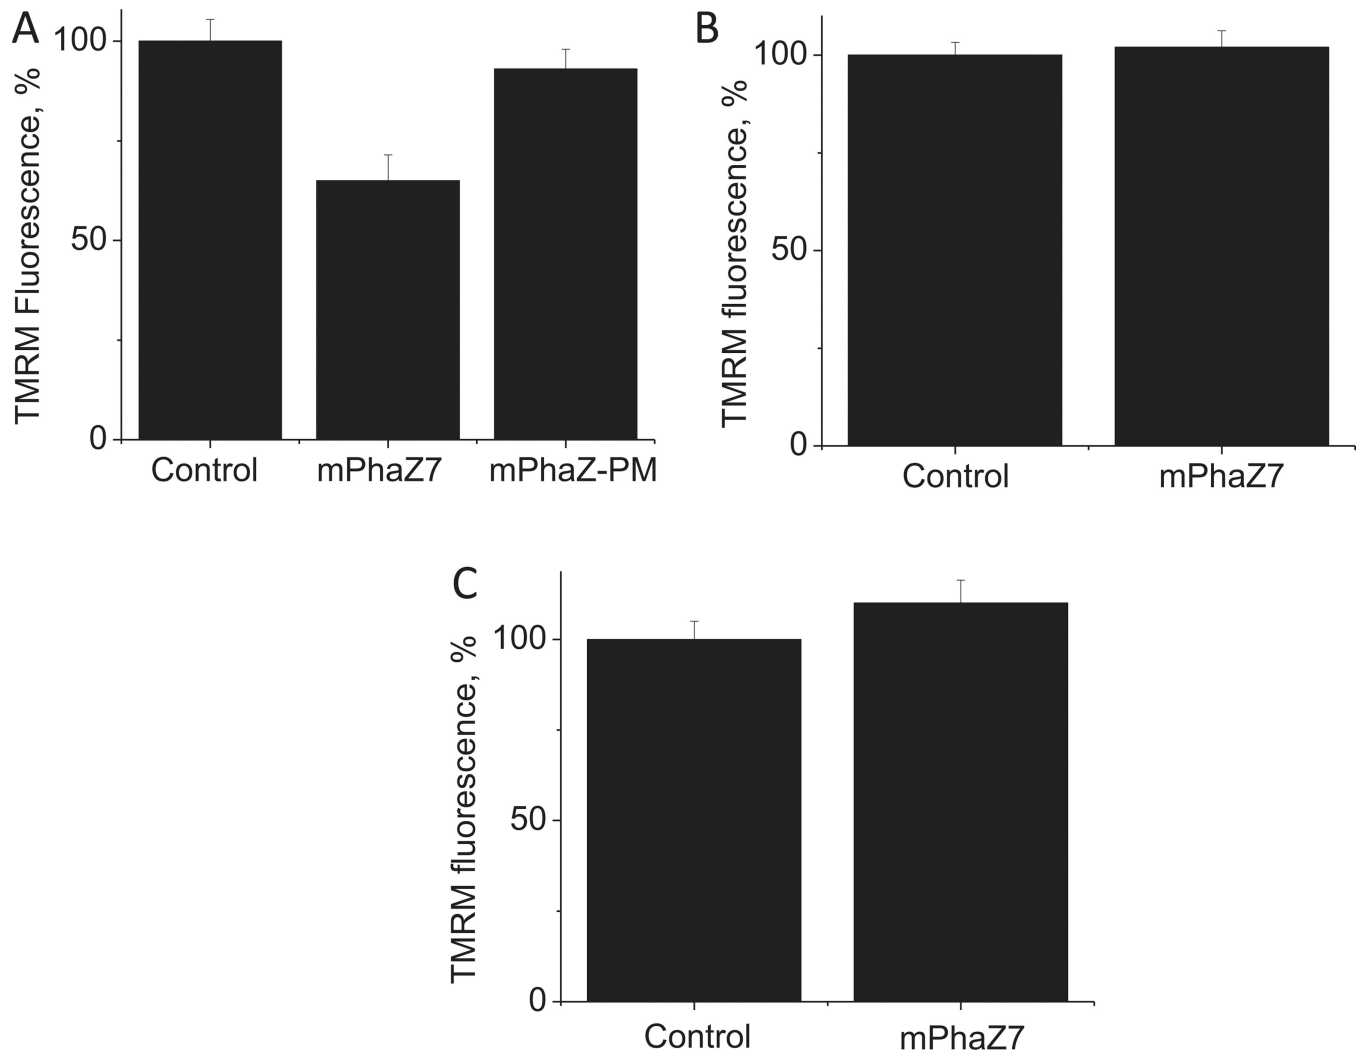 A
TMRM Fluorescence, %
100
50
0
Control mPhaZ7 mPhaZ-PM
B
TMRM fluorescence, %
100
50
0
Control mPhaZ7
C
TMRM fluorescence, %
100
50
0
Control mPhaZ7